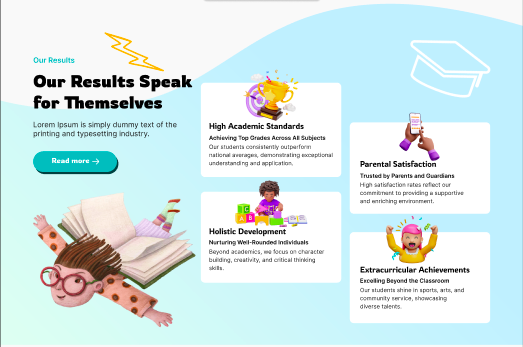 Our Results
Our Results Speak
for Themselves
Lorem Ipsum is simply dummy text of the
printing and typesetting industry.
Read more →
High Academic Standards
Achieving Top Grades Across All Subjects
Our students consistently outperform
national averages, demonstrating exceptional
understanding and application.
Holistic Development
Nurturing Well-Rounded Individuals
Beyond academics, we focus on character
building, creativity, and critical thinking
skills.
Parental Satisfaction
Trusted by Parents and Guardians
High satisfaction rates reflect our
commitment to providing a supportive
and enriching environment.
Extracurricular Achievements
Excelling Beyond the Classroom
Our students shine in sports, arts, and
community service, showcasing
diverse talents.